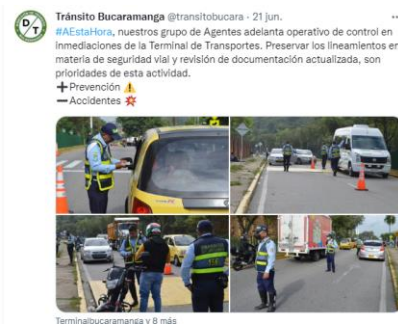 Tránsito Bucaramanga @transitobucara · 21 jun.
#AEstaHora, nuestros grupo de Agentes adelanta operativo de control en
inmediaciones de la Terminal de Transportes. Preservar los lineamientos en
materia de seguridad vial y revisión de documentación actualizada, son
prioridades de esta actividad.
➕Prevención ⚠️
➖Accidentes 💥
Terminalbucaramanga y 8 más